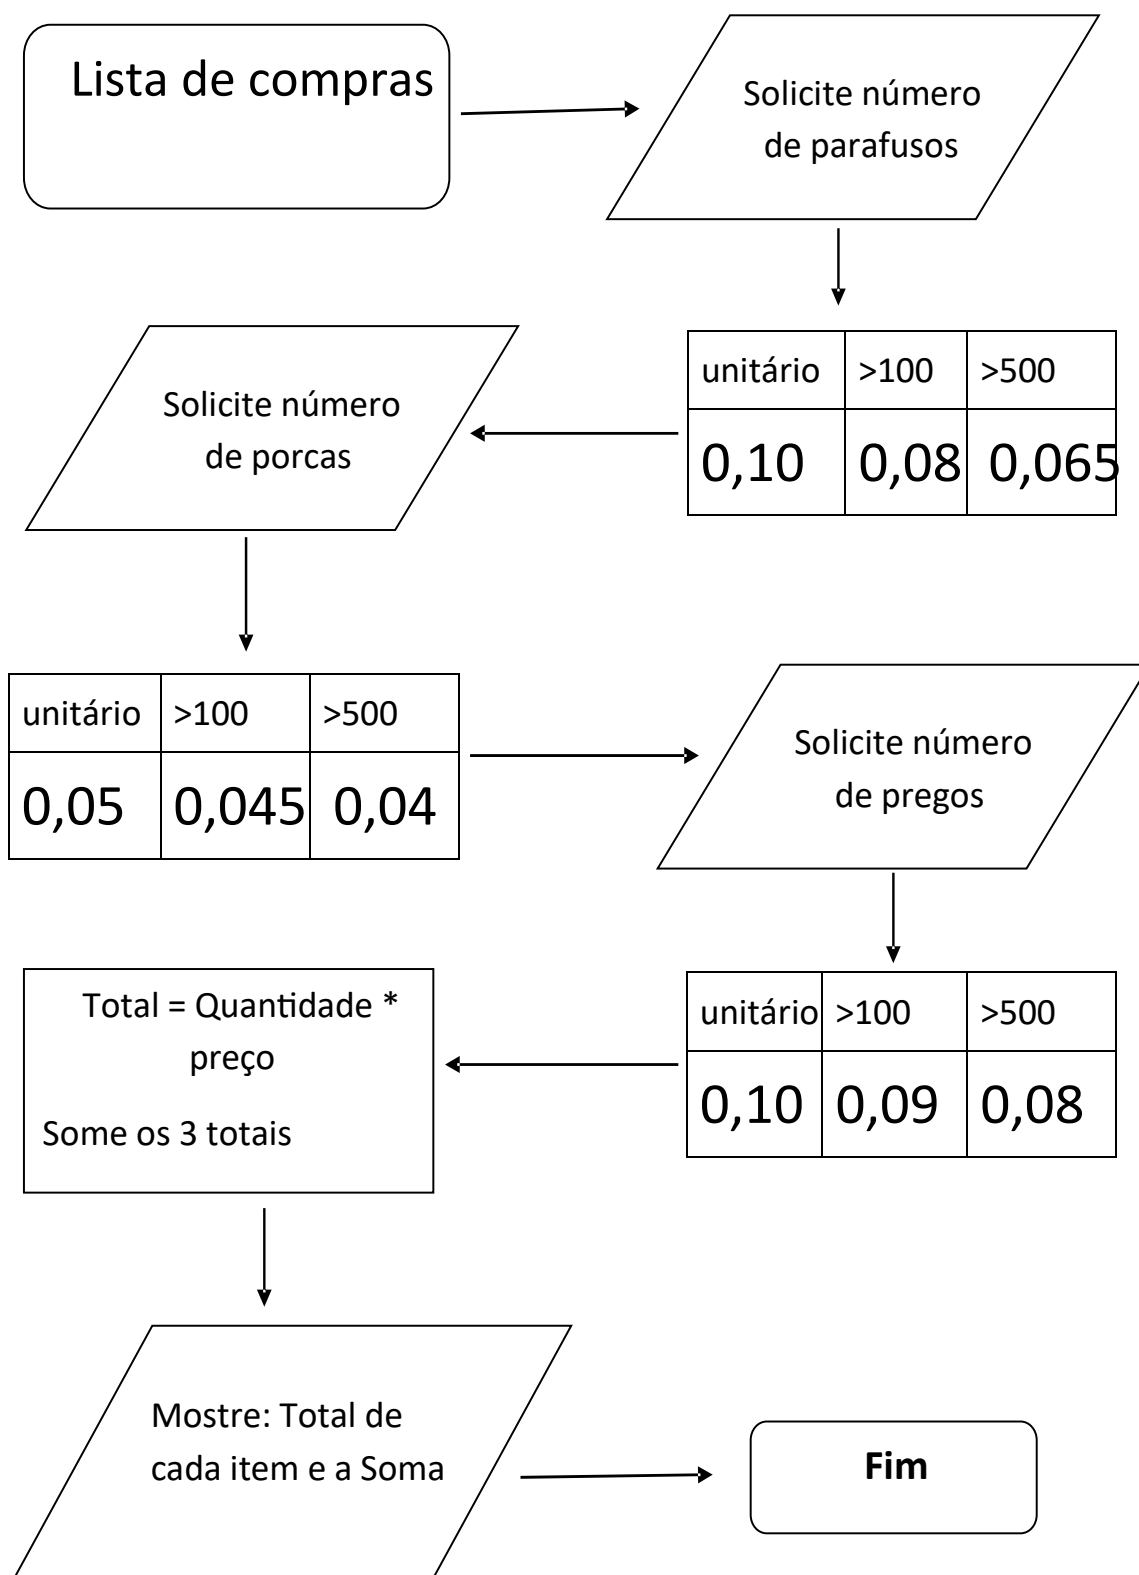 Lista de compras
Solicite número
de parafusos
unitário >100 >500
0,10 0,08 0,065
Solicite número
de porcas
unitário >100 >500
0,05 0,045 0,04
Solicite número
de pregos
unitário >100 >500
0,10 0,09 0,08
Total = Quantidade *
preço
Some os 3 totais
Mostre: Total de
cada item e a Soma
Fim